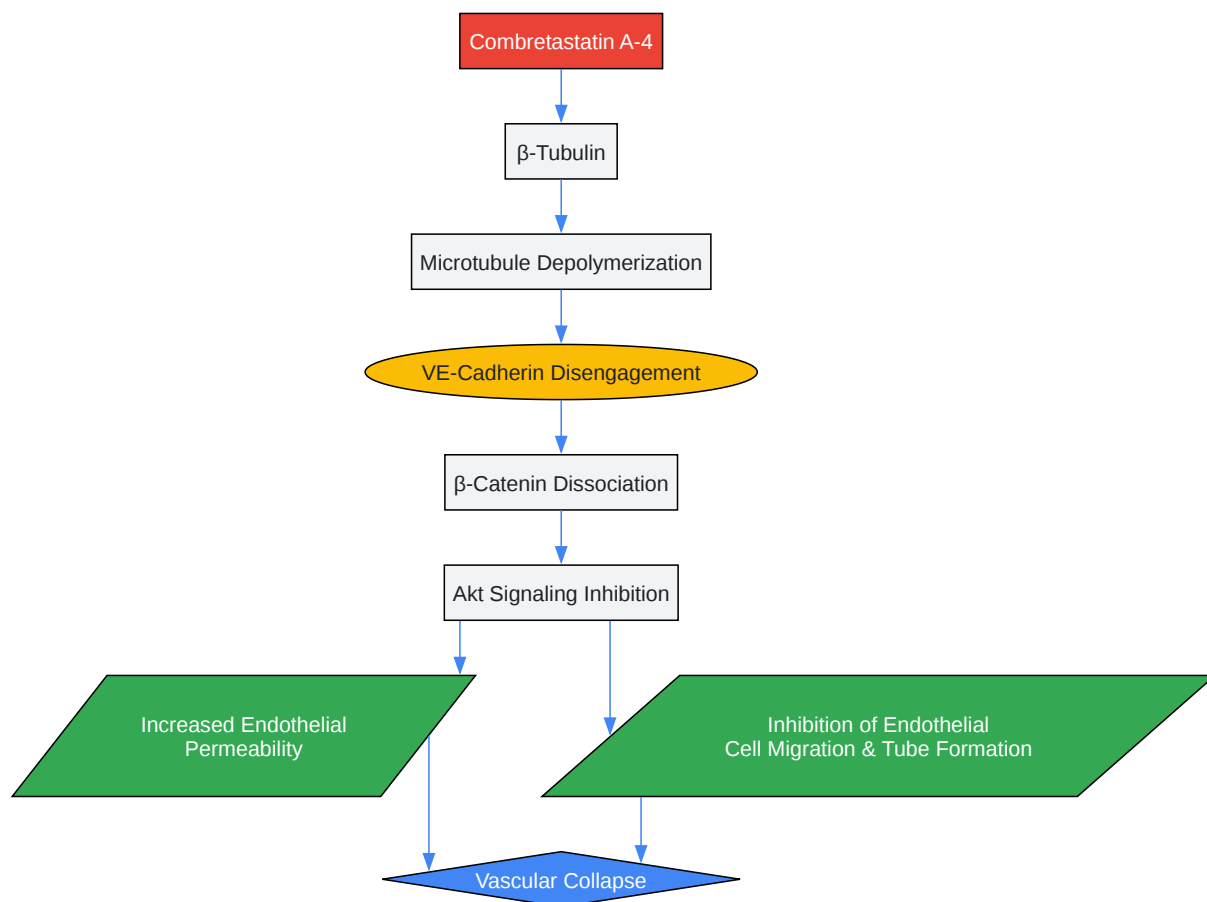 Combretastatin A-4
β-Tubulin
Microtubule Depolymerization
VE-Cadherin Disengagement
β-Catenin Dissociation
Akt Signaling Inhibition
Increased Endothelial
Permeability
Inhibition of Endothelial
Cell Migration & Tube Formation
Vascular Collapse